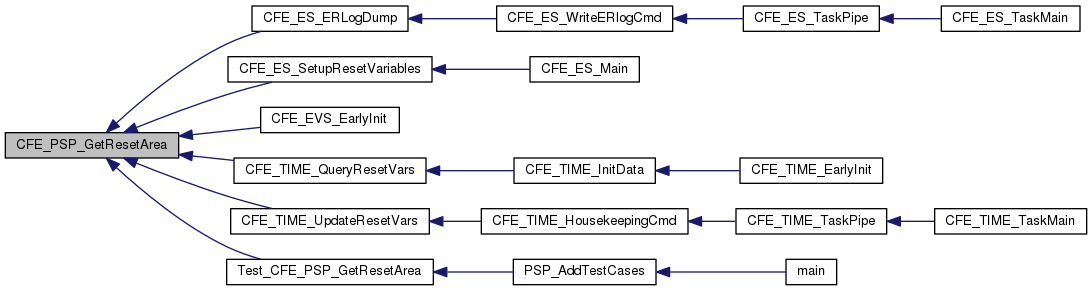 CFE_ES_ERLogDump
CFE_ES_WriteERlogCmd
CFE_ES_TaskPipe
CFE_ES_TaskMain
CFE_ES_SetupResetVariables
CFE_ES_Main
CFE_EVS_EarlyInit
CFE_PSP_GetResetArea
CFE_TIME_QueryResetVars
CFE_TIME_InitData
CFE_TIME_EarlyInit
CFE_TIME_UpdateResetVars
CFE_TIME_HousekeepingCmd
CFE_TIME_TaskPipe
CFE_TIME_TaskMain
Test_CFE_PSP_GetResetArea
PSP_AddTestCases
main